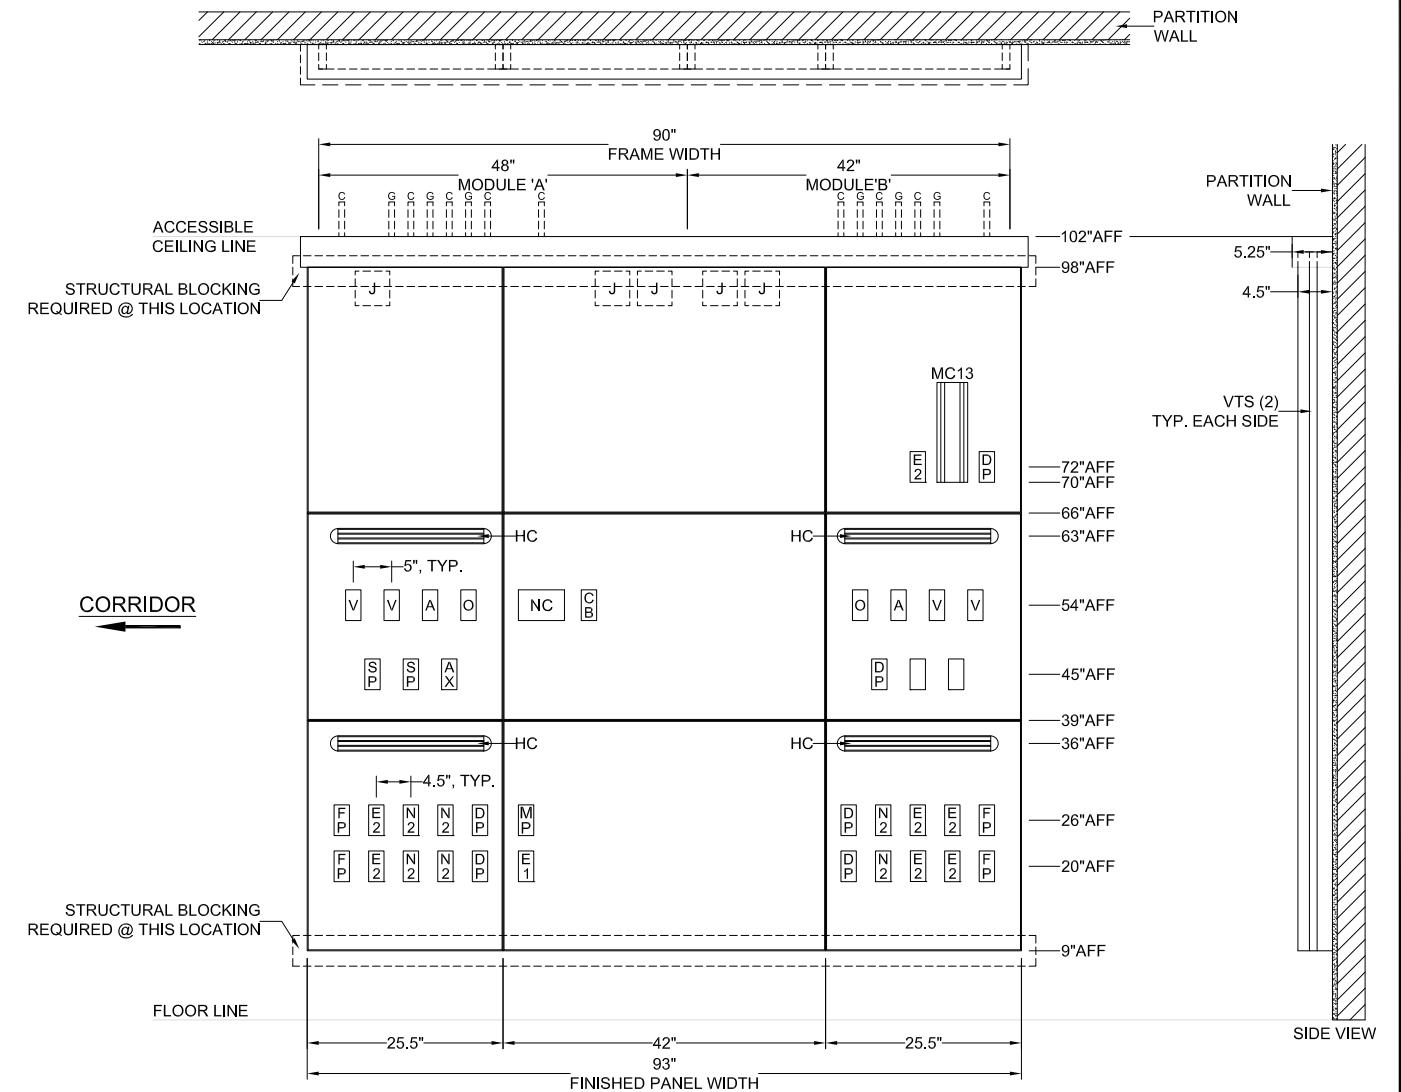 PARTITION
WALL
90"
FRAME WIDTH
48"
MODULE 'A'
42"
MODULE'B'
C G C G C G C C C G C G C G C
PARTITION
WALL
ACCESSIBLE
CEILING LINE
102"AFF
5.25"
98"AFF
STRUCTURAL BLOCKING
REQUIRED @ THIS LOCATION
J J J J J
4.5"
MC13
VTS (2)
TYP. EACH SIDE
E2 DP
72"AFF
70"AFF
66"AFF
HC HC
63"AFF
5", TYP.
CORRIDOR
V V A O NC CB O A V V
54"AFF
SP SP AX DP
45"AFF
39"AFF
HC HC
36"AFF
4.5", TYP.
FP E2 N2 N2 DP MP DP N2 E2 E2 FP
26"AFF
FP E2 N2 N2 DP E1 DP N2 E2 E2 FP
20"AFF
STRUCTURAL BLOCKING
REQUIRED @ THIS LOCATION
9"AFF
FLOOR LINE
SIDE VIEW
25.5" 42" 25.5"
93"
FINISHED PANEL WIDTH